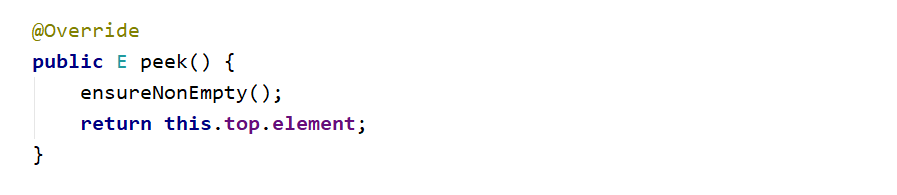 @Override
public E peek() {
    ensureNonEmpty();
    return this.top.element;
}